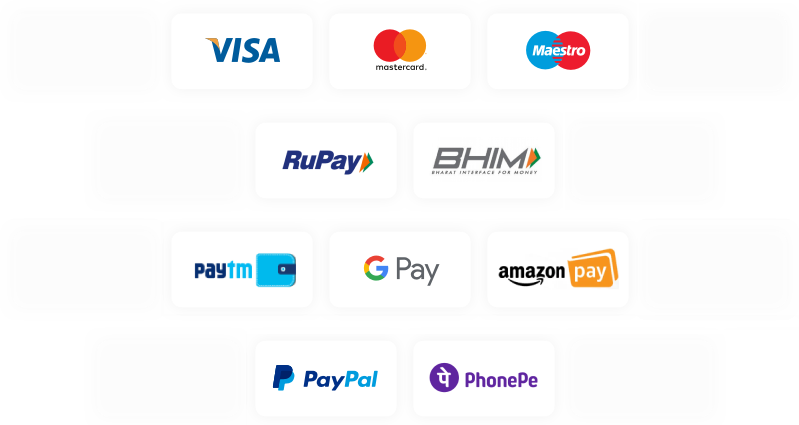 VISA
mastercard.
Maestro
RuPay
BHIM
BHARAT INTERFACE FOR MONEY
paytm
G Pay
amazon pay
PayPal
पे PhonePe